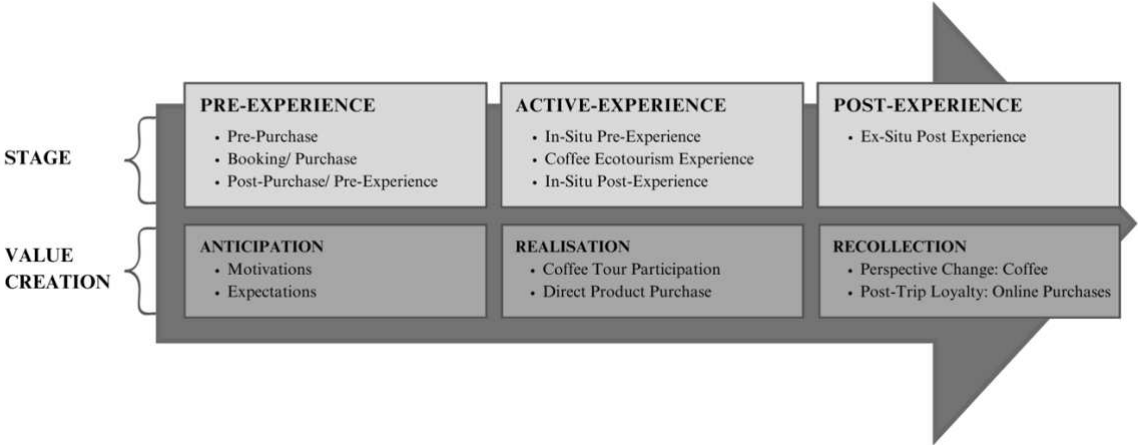 STAGE
PRE-EXPERIENCE
• Pre-Purchase
• Booking/ Purchase
• Post-Purchase/ Pre-Experience
ACTIVE-EXPERIENCE
• In-Situ Pre-Experience
• Coffee Ecotourism Experience
• In-Situ Post-Experience
POST-EXPERIENCE
• Ex-Situ Post Experience
VALUE
CREATION
ANTICIPATION
• Motivations
• Expectations
REALISATION
• Coffee Tour Participation
• Direct Product Purchase
RECOLLECTION
• Perspective Change: Coffee
• Post-Trip Loyalty: Online Purchases